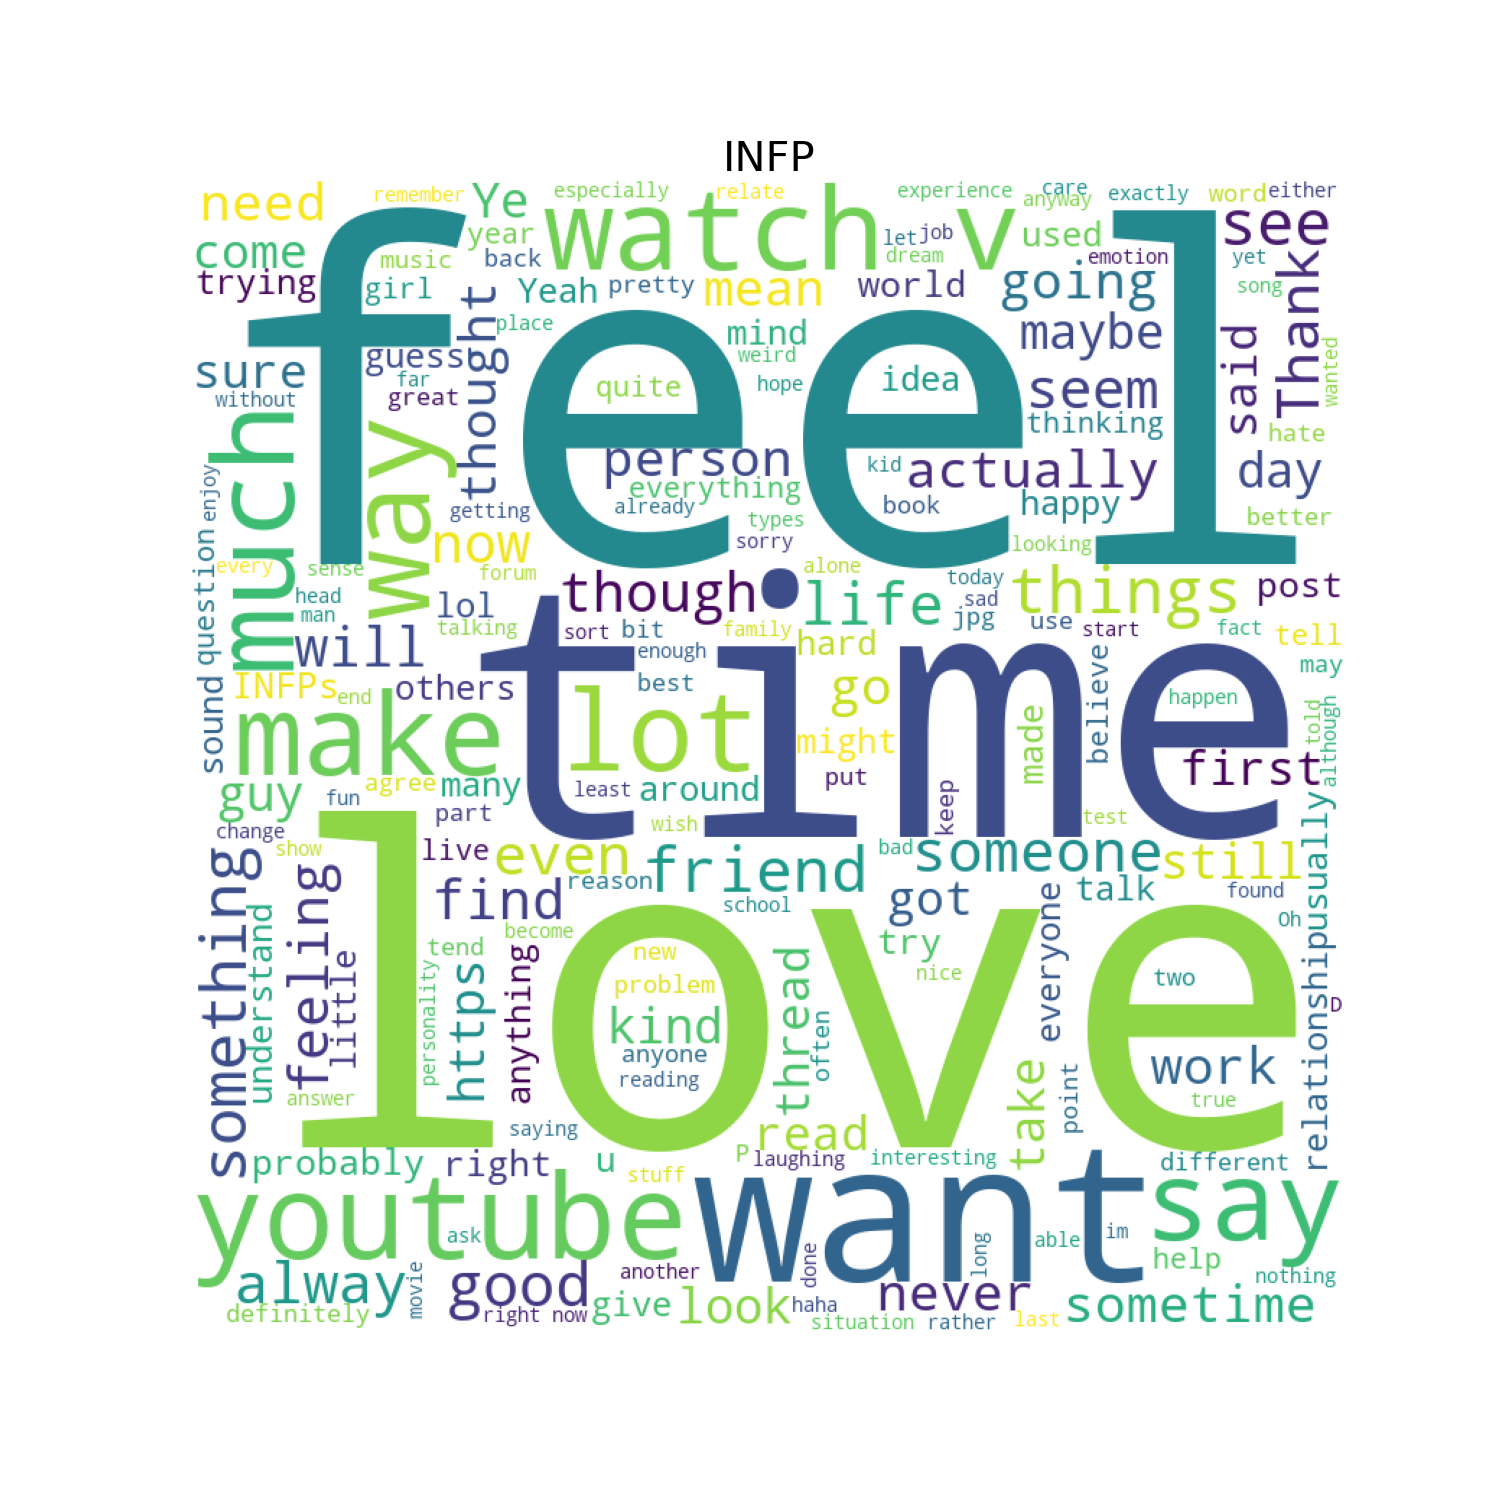 INFP
need
remember
Ye
especially
relate
experience
care
anyway
exactly
word
either
come
year
watch v
let
job
used
see
trying
music
back
dream
emotion
yet
girl
Yeah
pretty
mean
world
going
song
Thank
feel
thought
place
mind
maybe
said
wanted
sure
guess
weird
without
far
great
quite
hope
idea
seem
thinking
hate
much
way
person
kid
actually
day
everything
enjoy
getting
already
types
book
happy
better
now
sorry
looking
question
every
sense
forum
though
alone
life
today
things
post
head
man
lol
sad
jpg
use
start
fact
tell
talking
sort
bit
family
hard
will
enough
may
time
INFPs
end
others
best
go
believe
happen
sound
make
lot
might
made
told
although
first
guy
agree
many
least
around
put
keep
fun
part
wish
test
change
show
live
even
friend
bad
someone
still
usually
something
feeling
find
reason
got
talk
found
love
school
understand
little
become
try
everyone
Oh
tend
new
nice
personality
https
anything
problem
thread
two
relationship
D
kind
often
anyone
reading
work
answer
take
point
true
saying
read
probably
right
u
P
laughing
interesting
different
stuff
youtube
want
say
ask
im
able
long
help
alway
movie
good
another
done
never
nothing
definitely
right now
give
look
haha
sometime
situation
rather
last